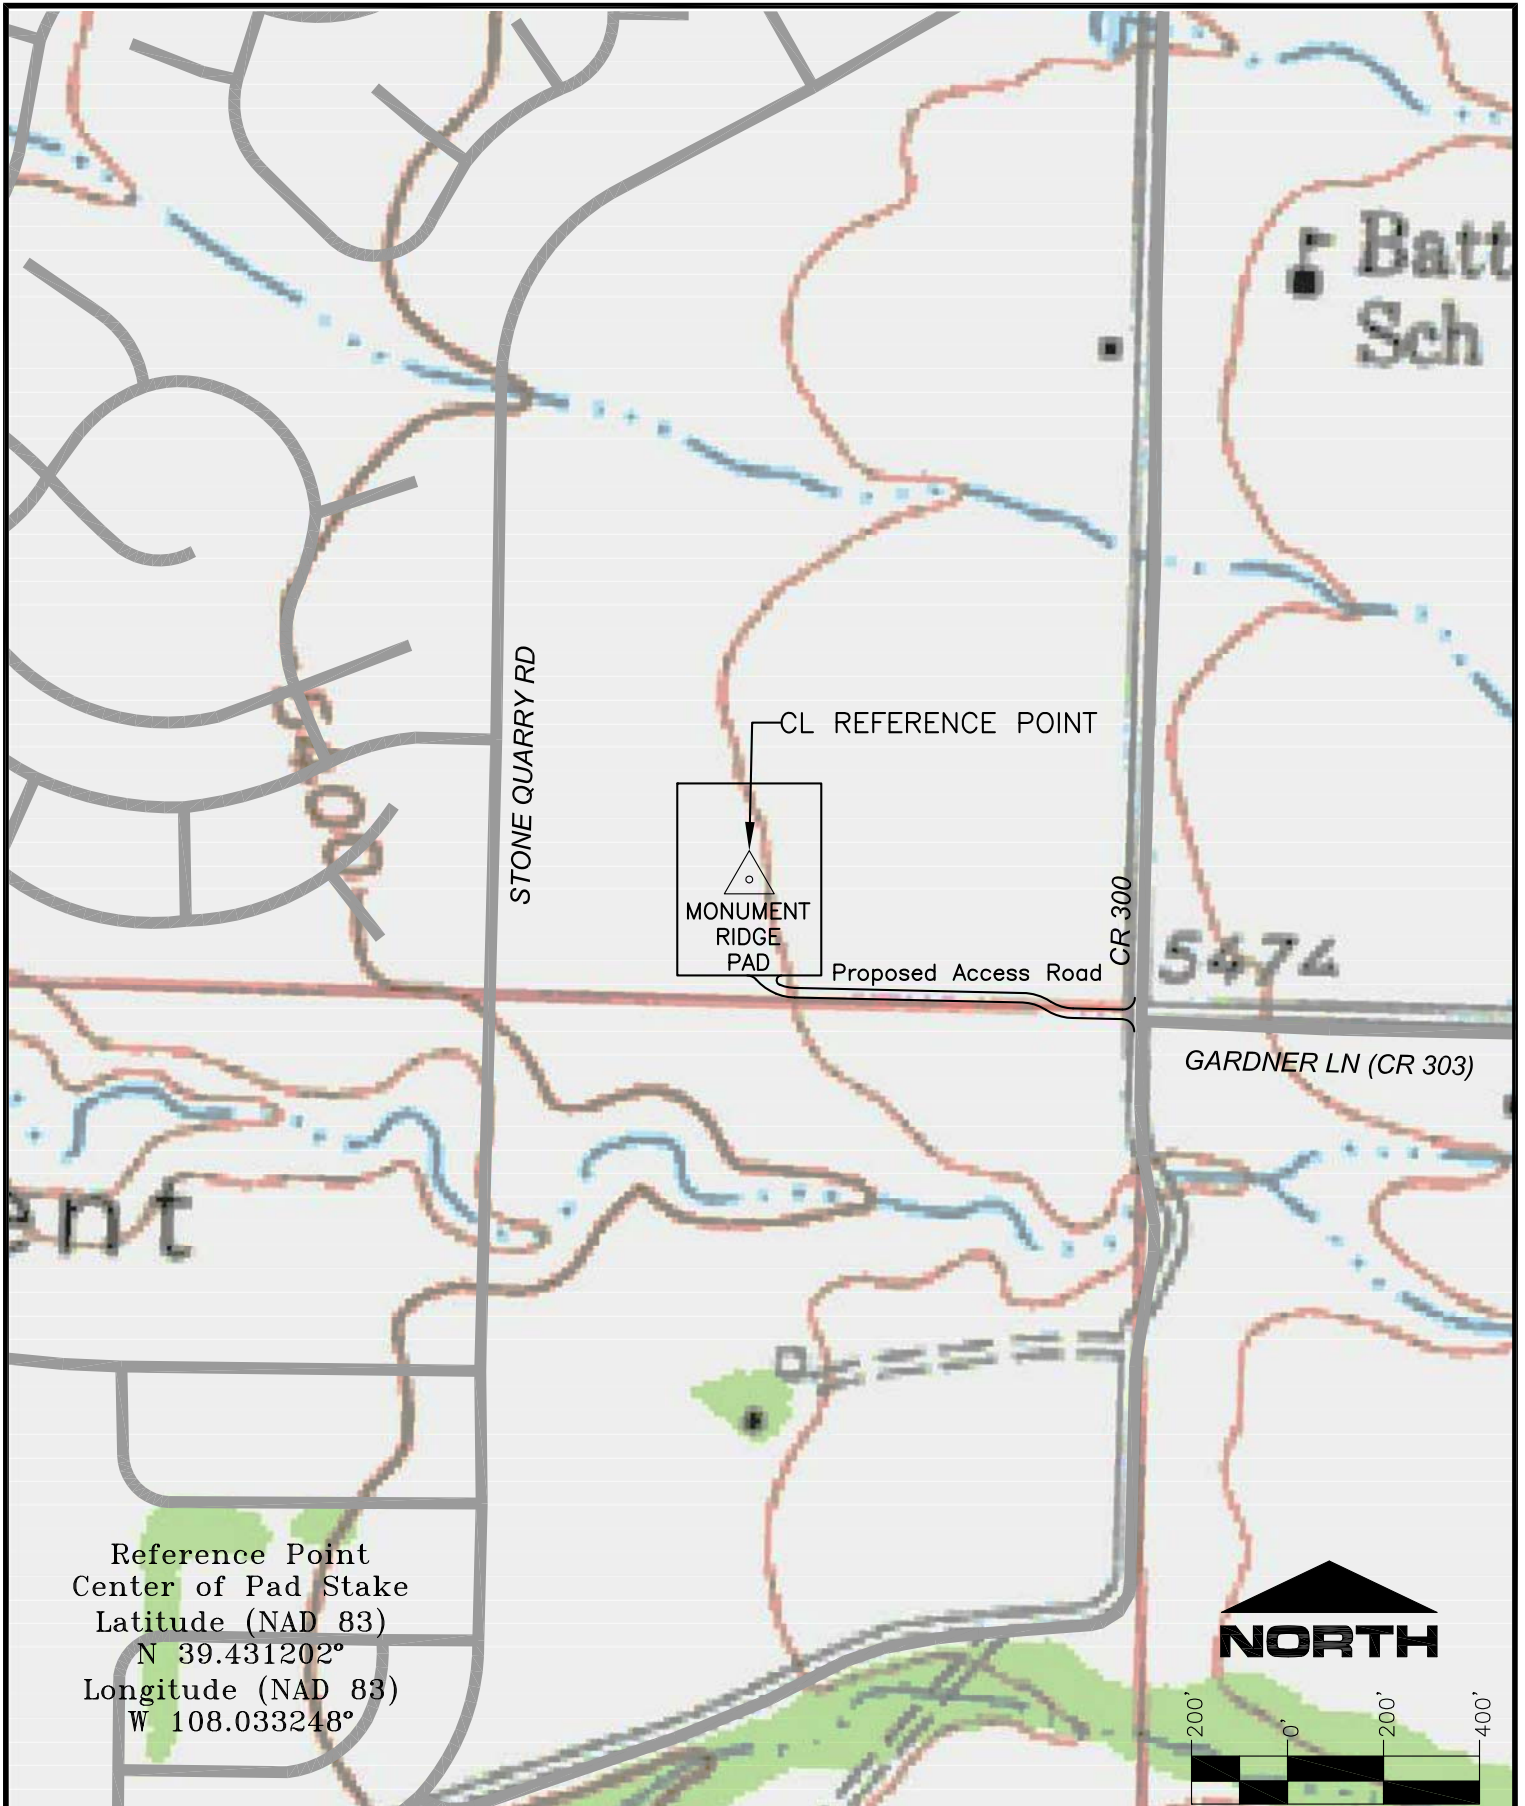 Batt
Sch
STONE QUARRY RD
CL REFERENCE POINT
5400
MONUMENT
RIDGE
PAD
CR 300
Proposed Access Road
5474
GARDNER LN (CR 303)
ent
Reference Point
Center of Pad Stake
Latitude (NAD 83)
N 39.431202°
Longitude (NAD 83)
W 108.033248°
NORTH
200'
0'
200'
400'